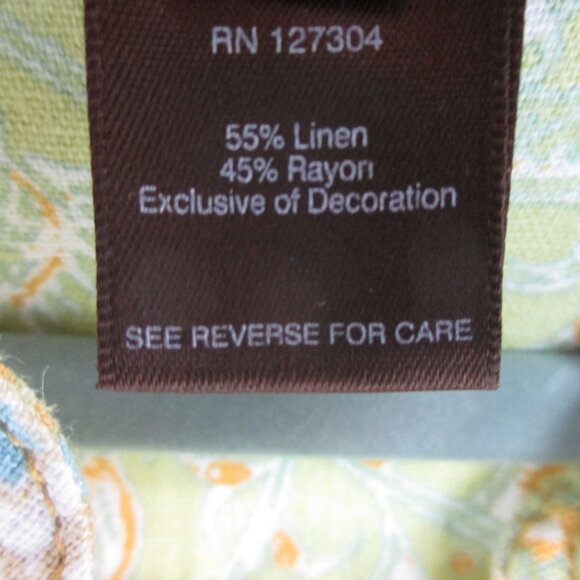 RN 127304
55% Linen
45% Rayon
Exclusive of Decoration
SEE REVERSE FOR CARE